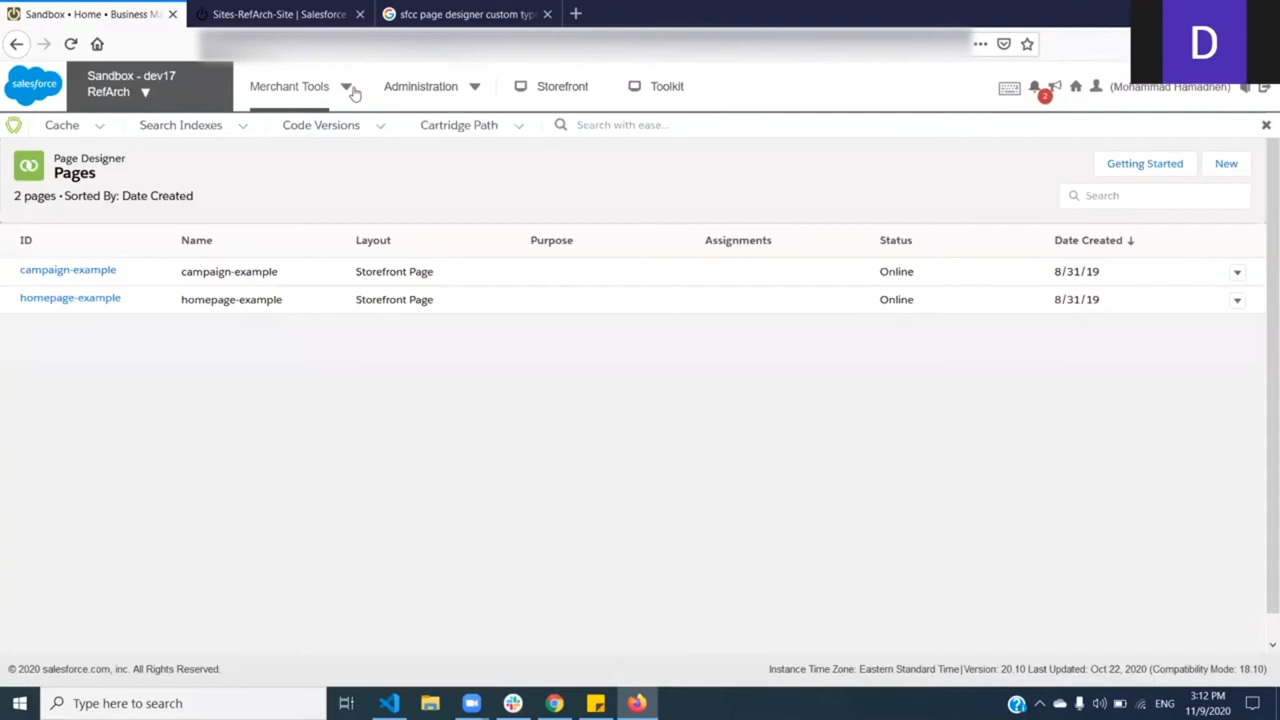 Sandbox • Home • Business Ma
Sites-RefArch-Site | Salesforce
sfcc page designer custom type
D
salesforce
Sandbox - dev17
RefArch
Merchant Tools
Administration
Storefront
Toolkit
2
(Mohammad Hamadneh)
Cache
Search Indexes
Code Versions
Cartridge Path
Search with ease...
Page Designer
Pages
Getting Started
New
2 pages • Sorted By: Date Created
Search
ID Name Layout Purpose Assignments Status Date Created ↓
campaign-example campaign-example Storefront Page Online 8/31/19
homepage-example homepage-example Storefront Page Online 8/31/19
© 2020 salesforce.com, inc. All Rights Reserved.
Instance Time Zone: Eastern Standard Time|Version: 20.10 Last Updated: Oct 22, 2020 (Compatibility Mode: 18.10)
Type here to search
ENG
3:12 PM
11/9/2020